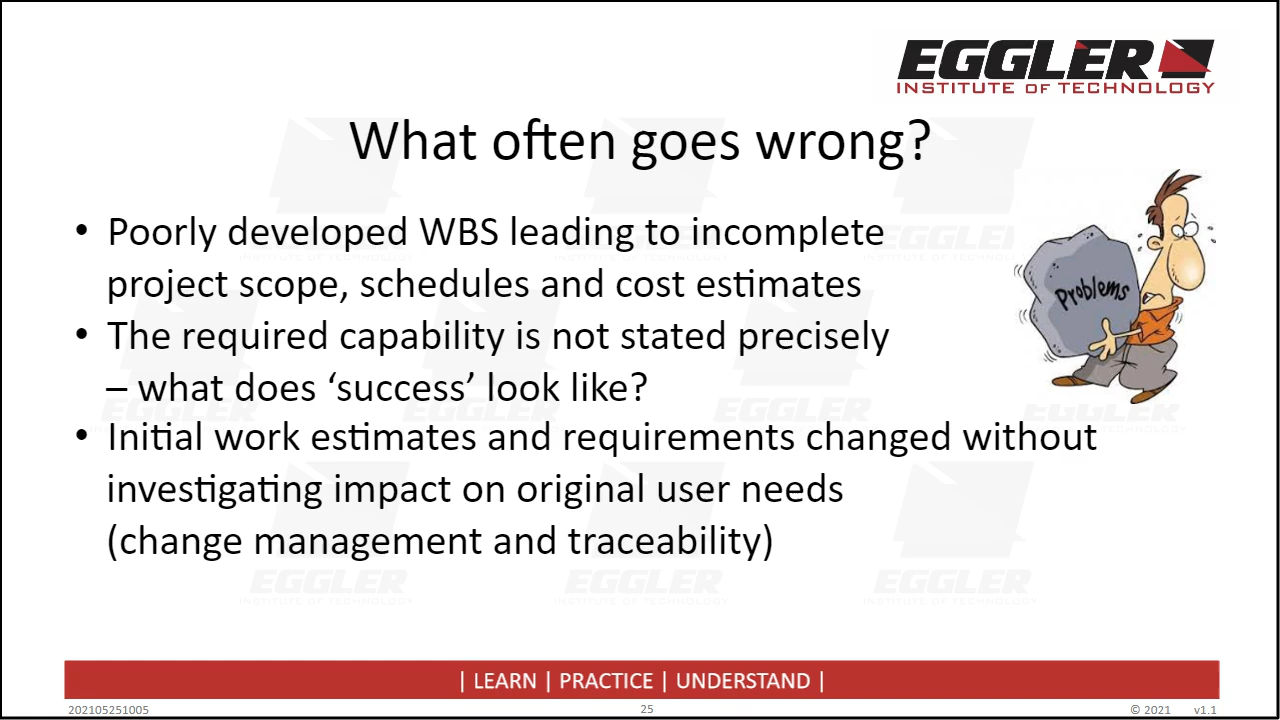 EGGLER
INSTITUTE OF TECHNOLOGY
What often goes wrong?
• Poorly developed WBS leading to incomplete
project scope, schedules and cost estimates
• The required capability is not stated precisely
– what does ‘success’ look like?
• Initial work estimates and requirements changed without
investigating impact on original user needs
(change management and traceability)
Problems
| LEARN | PRACTICE | UNDERSTAND |
202105251005
25
© 2021 v1.1